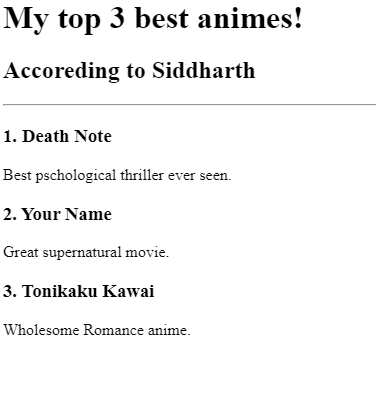 My top 3 best animes!
Accoreding to Siddharth
1. Death Note
Best pschological thriller ever seen.
2. Your Name
Great supernatural movie.
3. Tonikaku Kawai
Wholesome Romance anime.